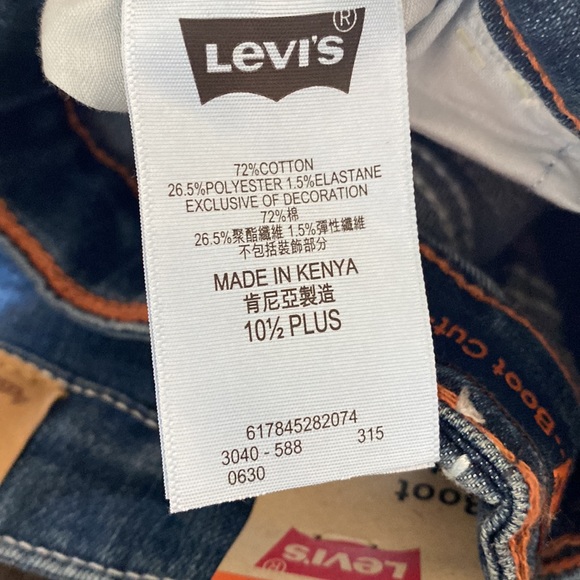 LEVI'S®
72%COTTON
26.5%POLYESTER 1.5%ELASTANE
EXCLUSIVE OF DECORATION
72%棉
26.5%聚酯纖維 1.5%彈性纖維
不包括裝飾部分
MADE IN KENYA
肯尼亞製造
10½ PLUS
617845282074
3040 - 588 315
0630
Boot Cut
Boot
LEVI'S